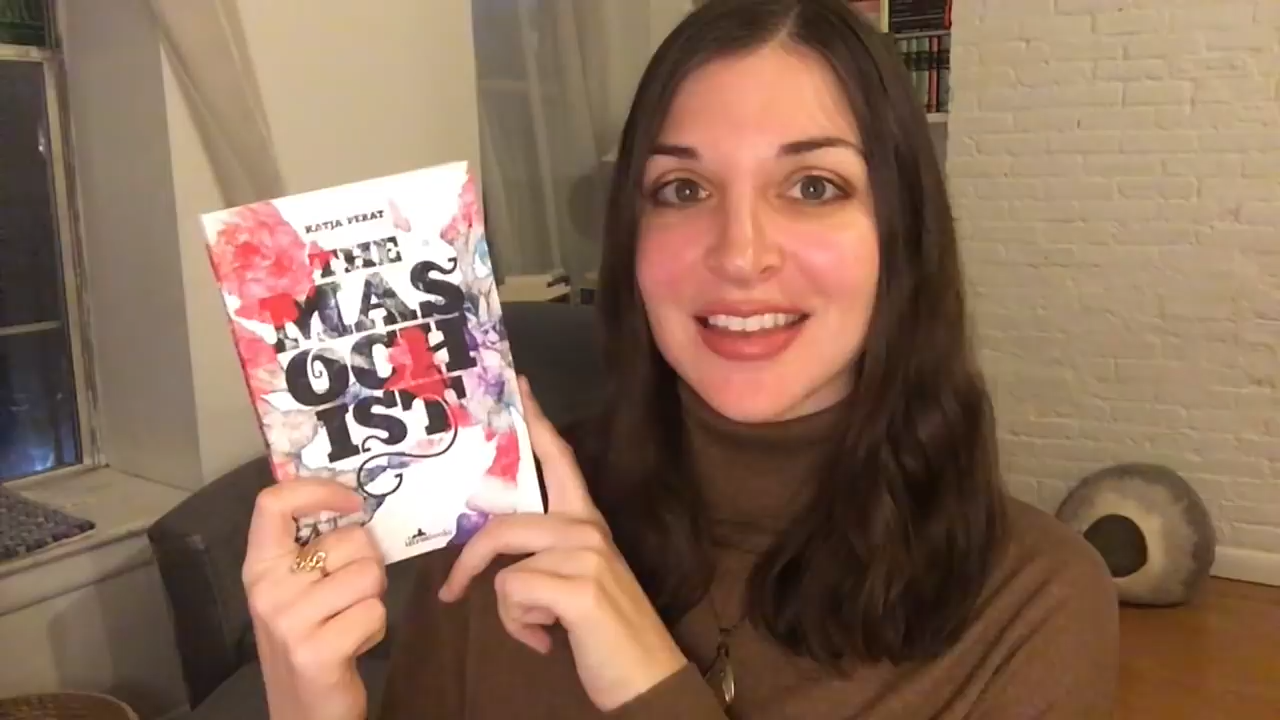 KATJA PERAT
THE
MAS
OCH
IST